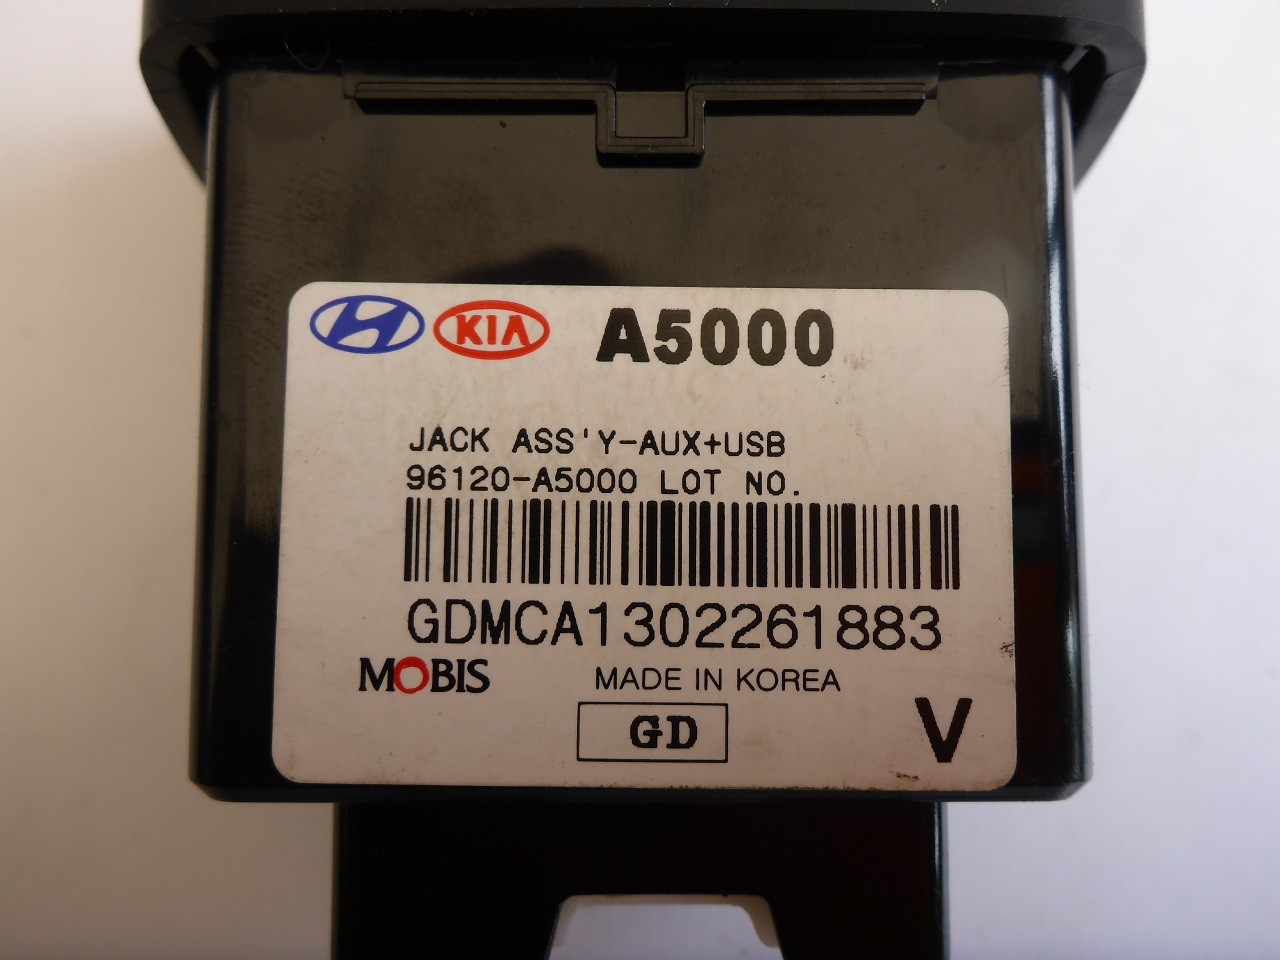 KIA A5000
JACK ASS'Y-AUX+USB
96120-A5000 LOT NO.
GDMCA1302261883
MOBIS MADE IN KOREA
GD
V